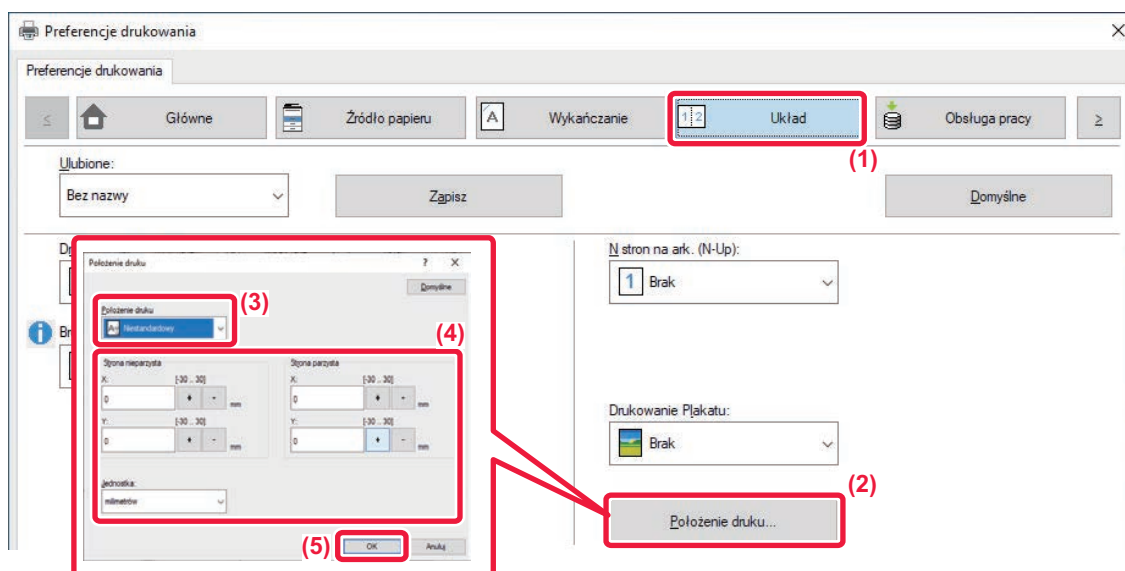 Preferencje drukowania
Preferencje drukowania
< Główne Źródło papieru A Wykańczanie 1 2 Układ Obsługa pracy >
(1)
Ulubione:
Bez nazwy Zapisz Domyślne
N stron na ark. (N-Up):
1 Brak
Drukowanie Plakatu:
Brak
(2)
Położenie druku...
Położenie druku ? X
Domyślne
(3)
Położenie druku
Niestandardowy
(4)
Strona nieparzysta Strona parzysta
X: [-30 .. 30] X: [-30 .. 30]
0 + - mm 0 + - mm
Y: [-30 .. 30] Y: [-30 .. 30]
0 + - mm 0 + - mm
Jednostka:
milimetrów
(5) OK Anuluj